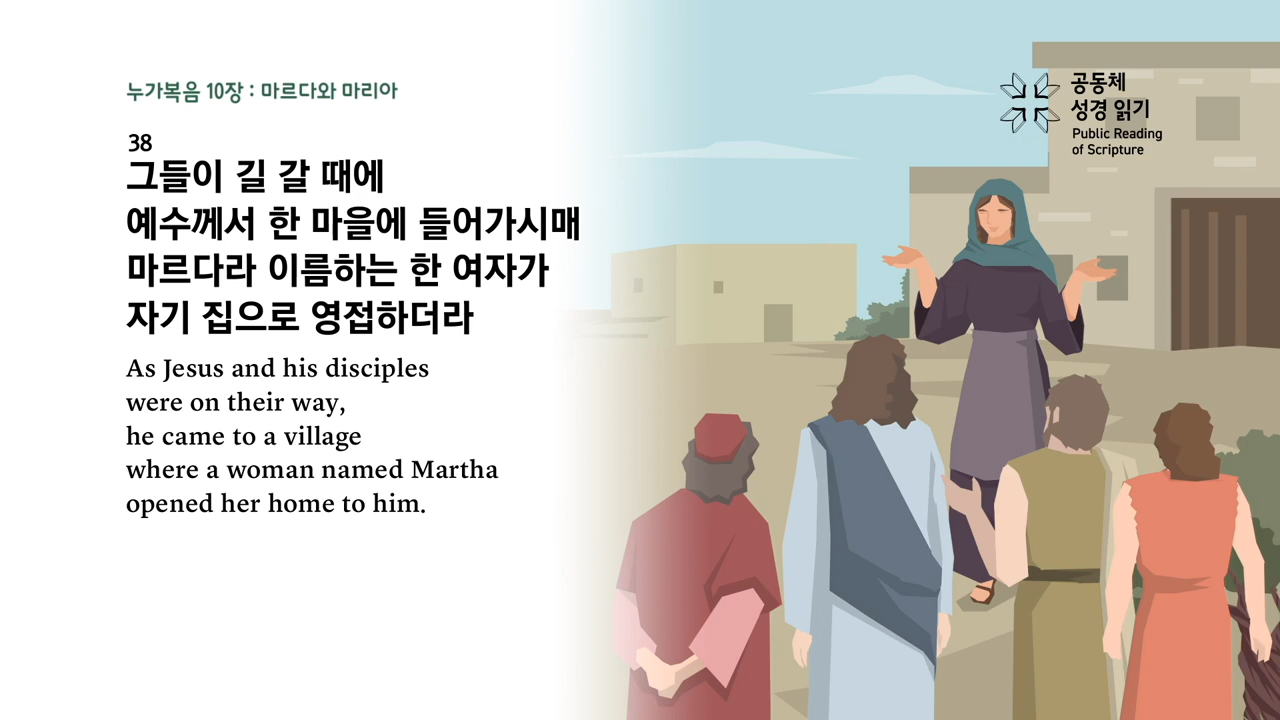 누가복음 10장 : 마르다와 마리아
38
그들이 길 갈 때에
예수께서 한 마을에 들어가시매
마르다라 이름하는 한 여자가
자기 집으로 영접하더라
As Jesus and his disciples
were on their way,
he came to a village
where a woman named Martha
opened her home to him.
공동체
성경 읽기
Public Reading
of Scripture